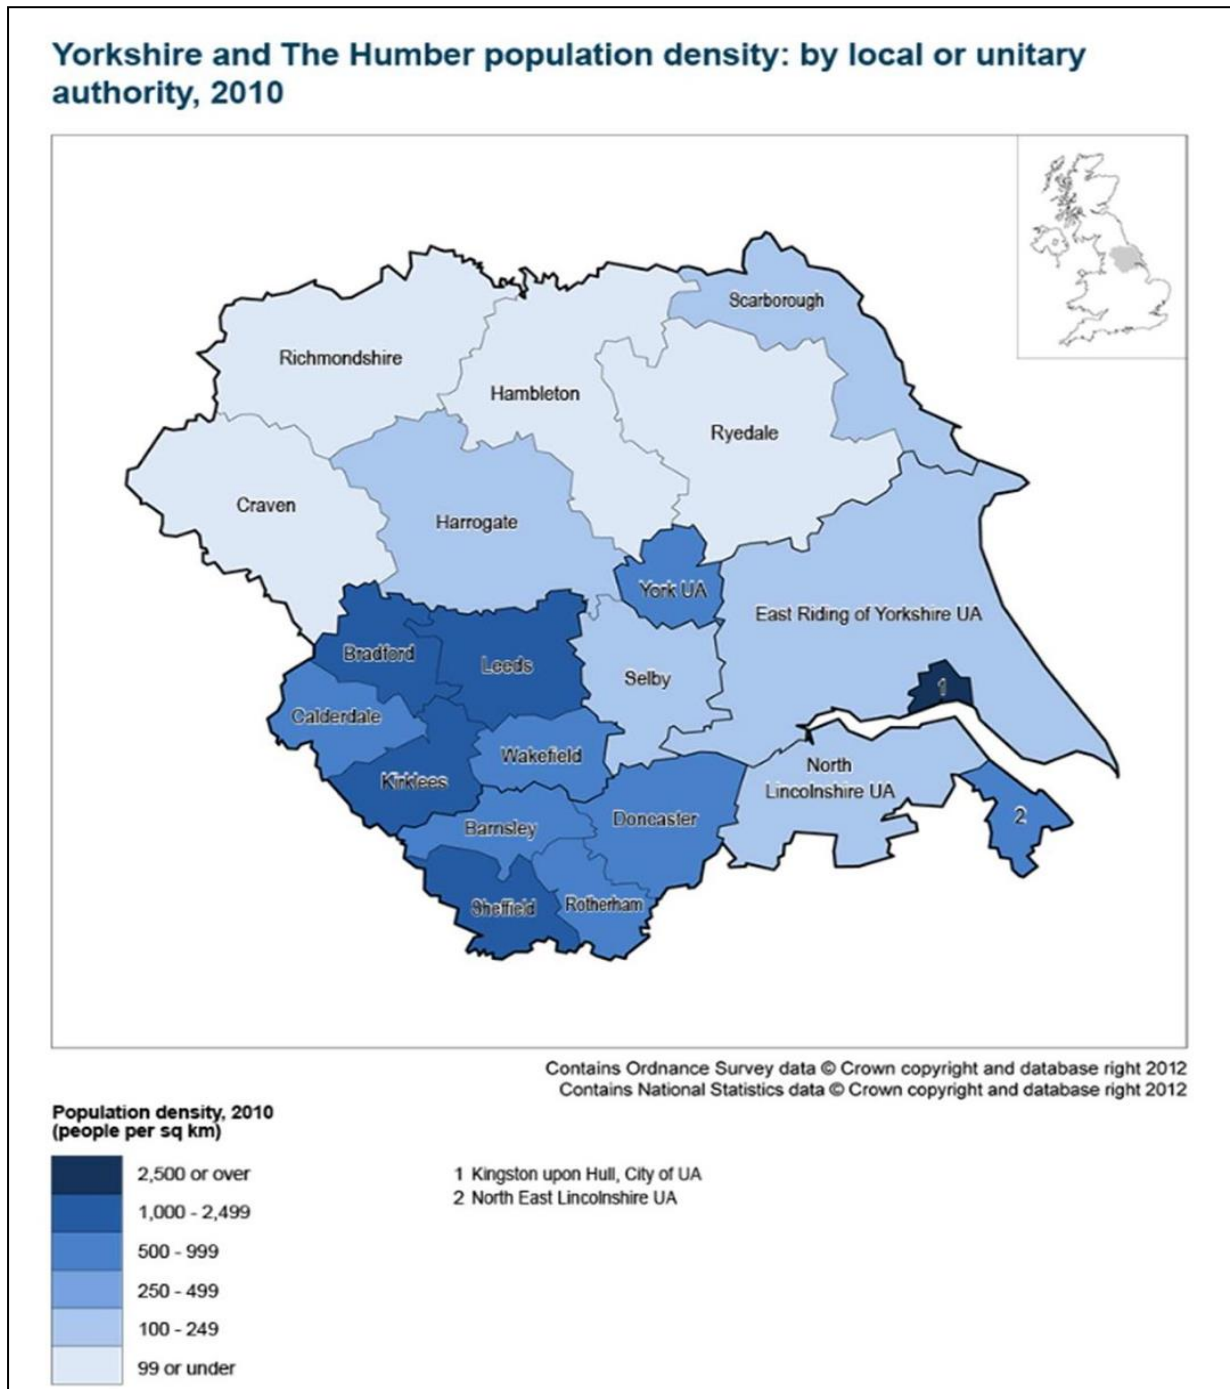 Yorkshire and The Humber population density: by local or unitary
authority, 2010
Scarborough
Richmondshire
Hambleton
Ryedale
Craven
Harrogate
York UA
East Riding of Yorkshire UA
Bradford
Leeds
Selby
1
Calderdale
Wakefield
North
Lincolnshire UA
Kirklees
Barnsley
Doncaster
2
Sheffield
Rotherham
Contains Ordnance Survey data © Crown copyright and database right 2012
Contains National Statistics data © Crown copyright and database right 2012
Population density, 2010
(people per sq km)
2,500 or over
1,000 - 2,499
500 - 999
250 - 499
100 - 249
99 or under
1 Kingston upon Hull, City of UA
2 North East Lincolnshire UA